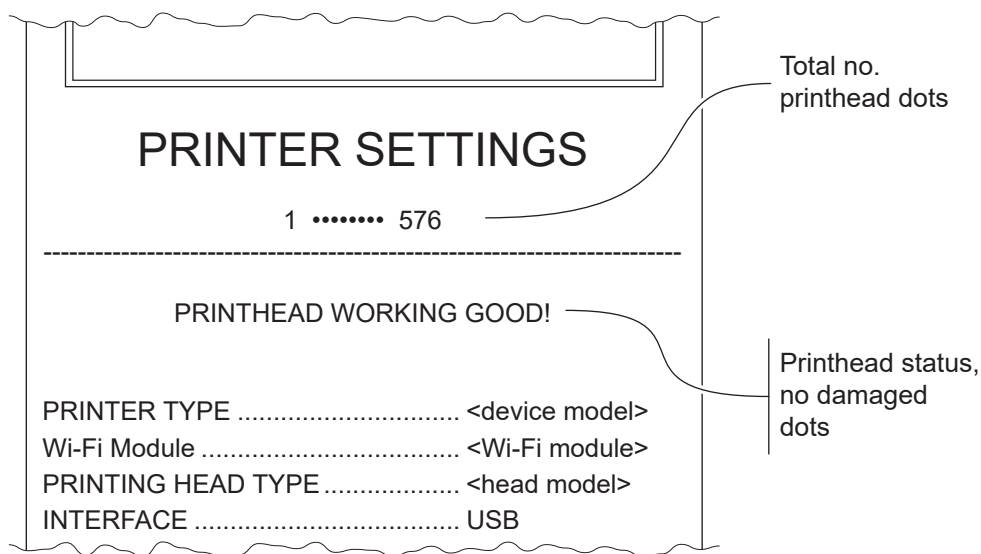 Total no.
printhead dots
PRINTER SETTINGS
1 •••••••• 576
--------------------------------------------------------------------------
PRINTHEAD WORKING GOOD!
Printhead status,
no damaged
dots
PRINTER TYPE ............................... <device model>
Wi-Fi Module .................................... <Wi-Fi module>
PRINTING HEAD TYPE................... <head model>
INTERFACE ..................................... USB